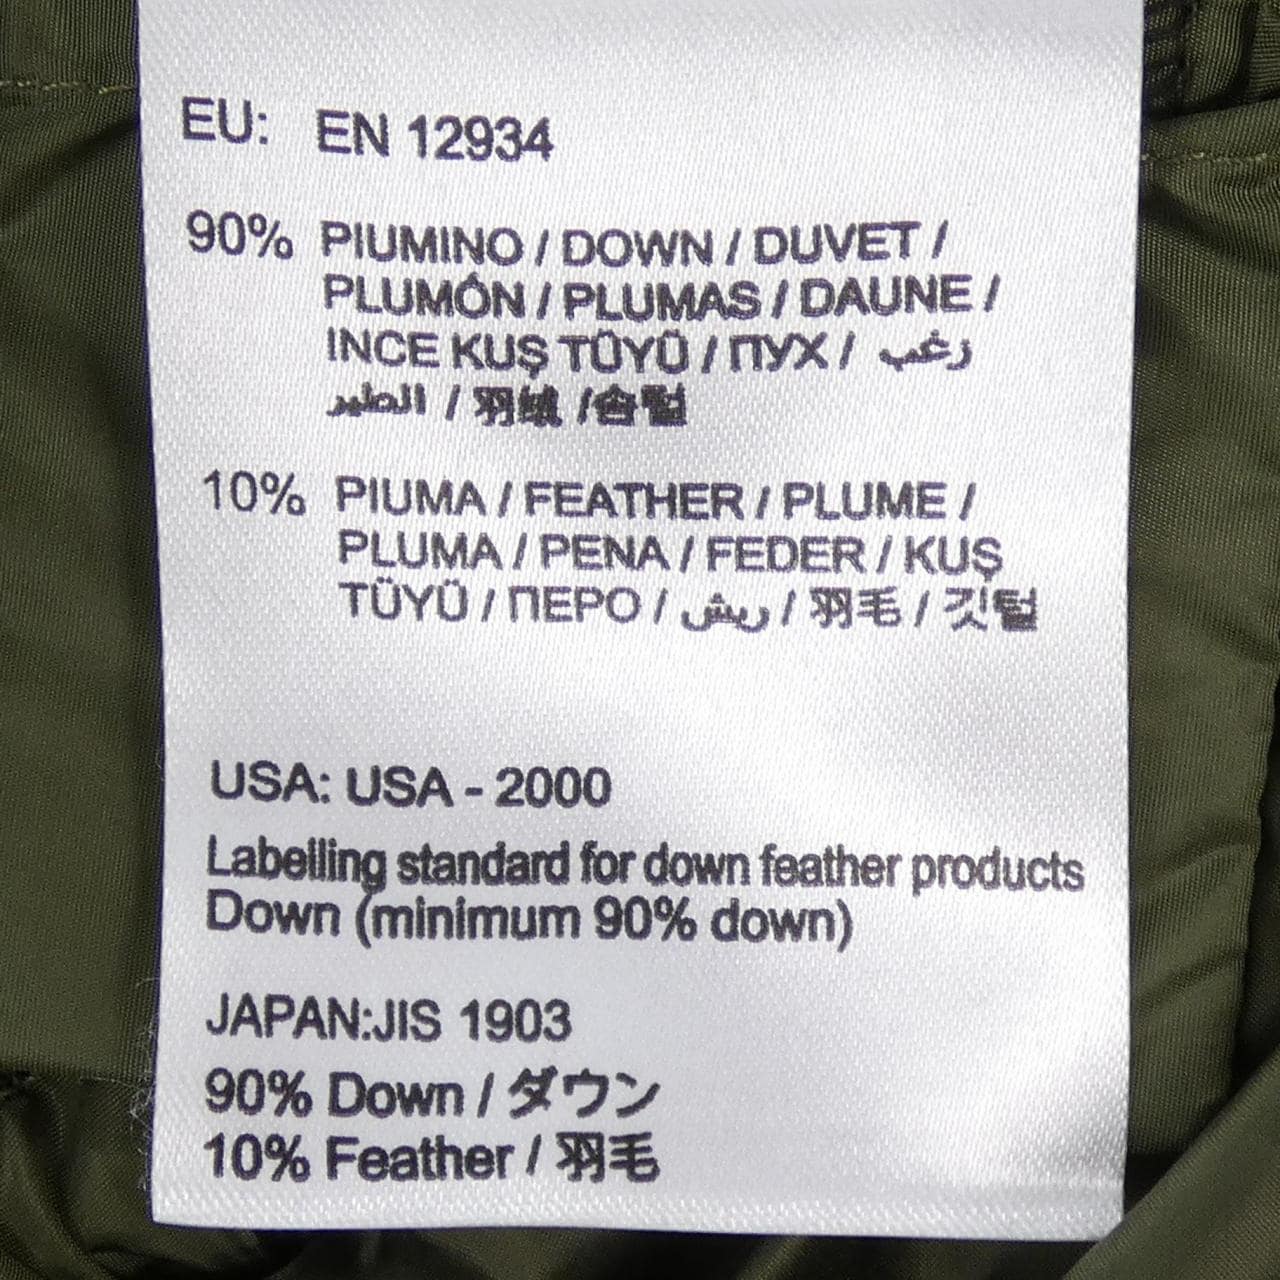 EU: EN 12934
90% PIUMINO / DOWN / DUVET /
PLUMÓN / PLUMAS / DAUNE /
INCE KUŞ TÜYÜ / ПУХ / زغب
الطير / 羽绒 /솜털
10% PIUMA / FEATHER / PLUME /
PLUMA / PENA / FEDER / KUŞ
TÜYÜ / ПЕРО / ريش / 羽毛 / 깃털
USA: USA - 2000
Labelling standard for down feather products
Down (minimum 90% down)
JAPAN:JIS 1903
90% Down / ダウン
10% Feather / 羽毛